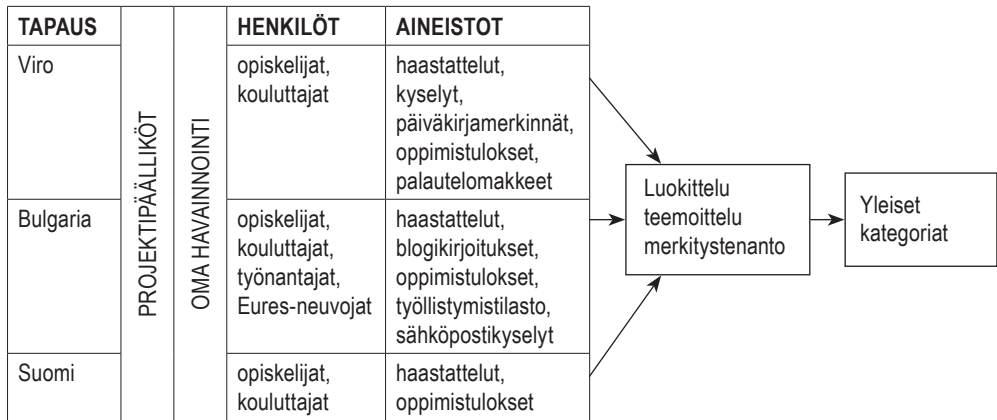 TAPAUS
HENKILÖT
AINEISTOT
PROJEKTIPÄÄLLIKÖT
OMA HAVAINNOINTI
Viro
opiskelijat,
kouluttajat
haastattelut,
kyselyt,
päiväkirjamerkinnät,
oppimistulokset,
palautelomakkeet
Bulgaria
opiskelijat,
kouluttajat,
työnantajat,
Eures-neuvojat
haastattelut,
blogikirjoitukset,
oppimistulokset,
työllistymistilasto,
sähköpostikyselyt
Suomi
opiskelijat,
kouluttajat
haastattelut,
oppimistulokset
Luokittelu
teemoittelu
merkitystenanto
Yleiset
kategoriat